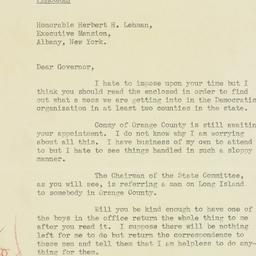 Honorable Herbert H. Lehman,
Executive Mansion,
Albany, New York.
Dear Governor,
I hate to impose upon your time but I
think you should read the enclosed in order to find
out what a mess we are getting into in the Democratic
organization in at least two counties in the state.
of Orange County is still awaitin
your appointment. I do not know why I am worrying
about all this. I have business of my own to attend
to but I hate to see things handled in such a sloppy
manner.
The Chairman of the State Committee,
as you will see, is referring a man on Long Island
to somebody in Orange County.
Will you be kind enough to have one of
the boys in the office return the whole thing to me
after you read it. I suppose there will be nothing
left for me to do but return the correspondence to
these men and tell them that I am helpless to do any-
thing for them.